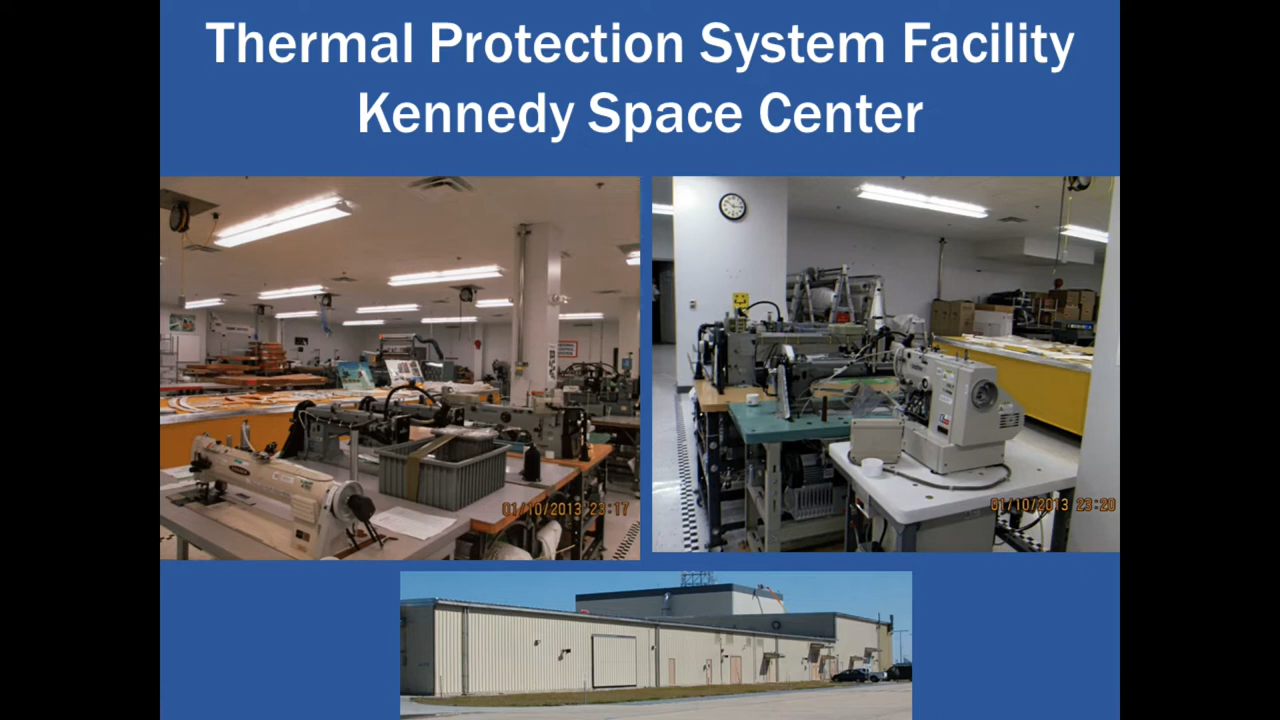 Thermal Protection System Facility
Kennedy Space Center
01/10/2013 23:17
01/10/2013 23:20